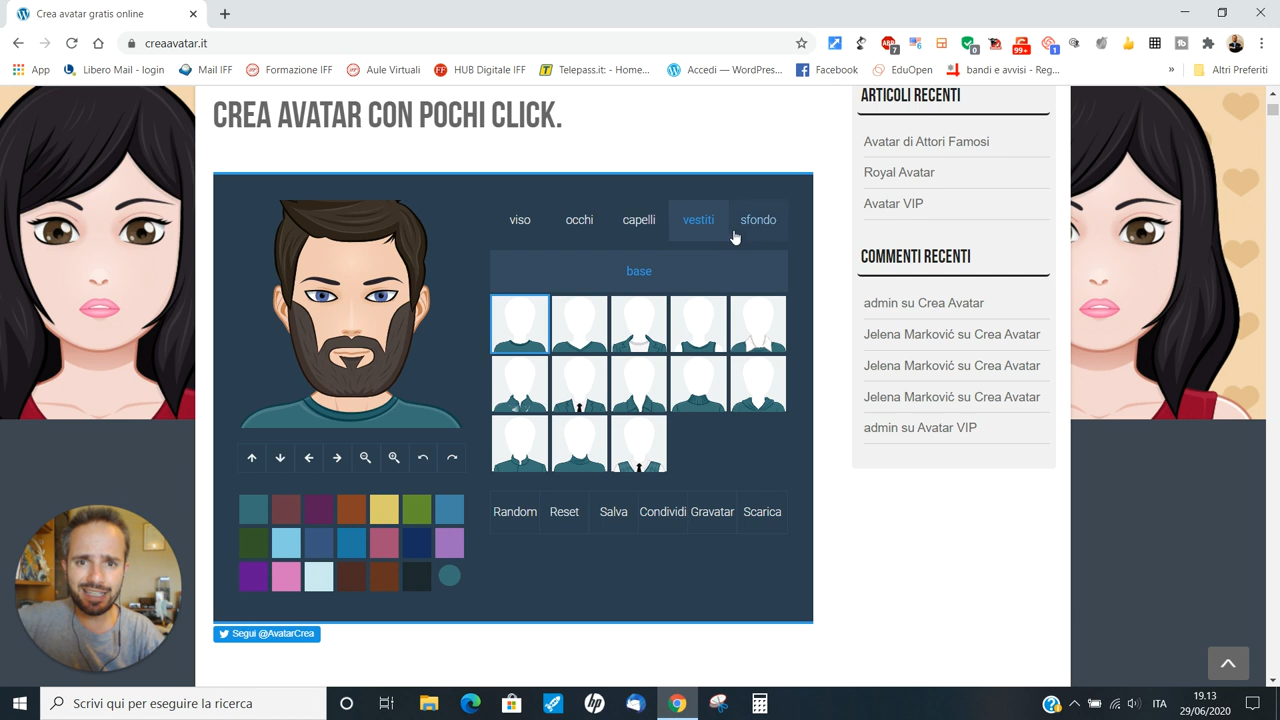 Crea avatar gratis online
creaavatar.it
7
6
0
99+
1
App
Libero Mail - login
Mail IFF
Formazione IFF
Aule Virtuali
HUB Digitale IFF
Telepass.it: - Home...
Accedi — WordPres...
Facebook
EduOpen
bandi e avvisi - Reg...
»
Altri Preferiti
CREA AVATAR CON POCHI CLICK.
viso
occhi
capelli
vestiti
sfondo
base
Random
Reset
Salva
Condividi
Gravatar
Scarica
Segui @AvatarCrea
ARTICOLI RECENTI
Avatar di Attori Famosi
Royal Avatar
Avatar VIP
COMMENTI RECENTI
admin su Crea Avatar
Jelena Marković su Crea Avatar
Jelena Marković su Crea Avatar
Jelena Marković su Crea Avatar
admin su Avatar VIP
Scrivi qui per eseguire la ricerca
ITA
19.13
29/06/2020